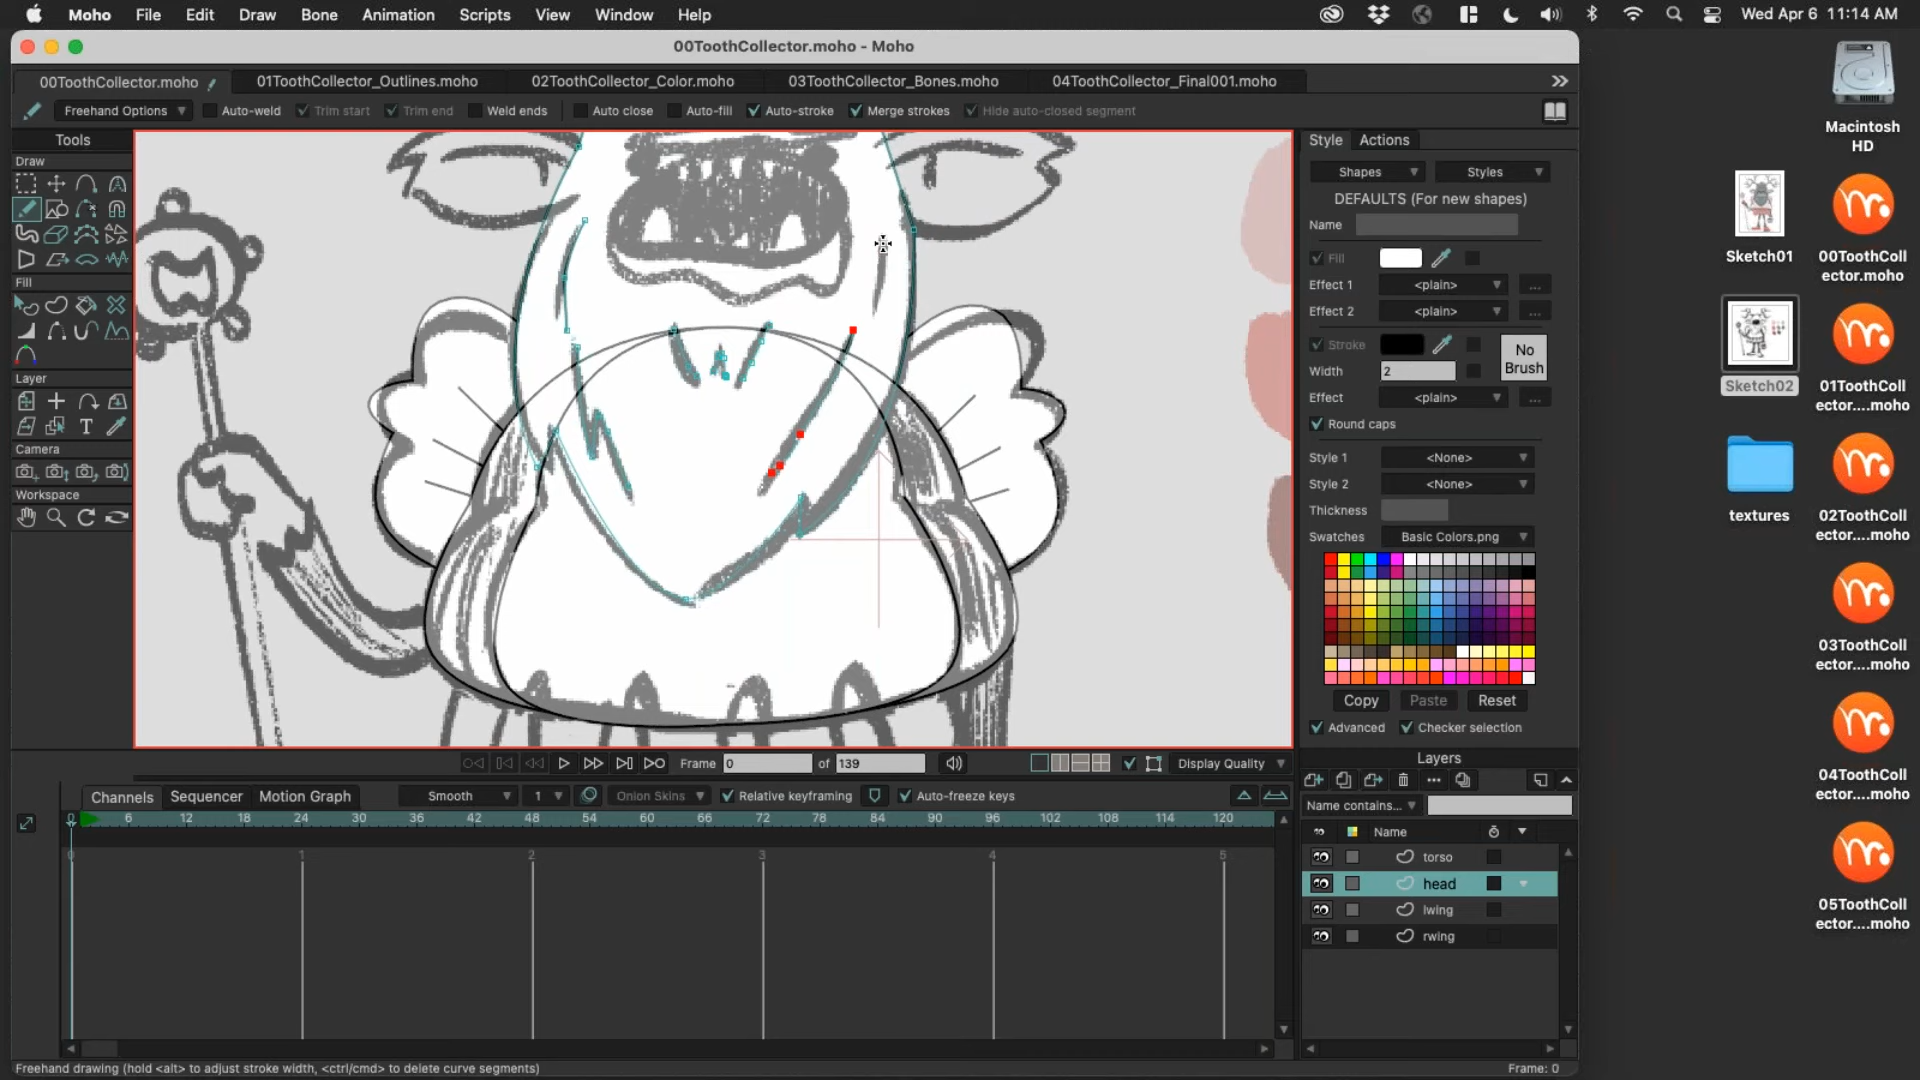 Moho File Edit Draw Bone Animation Scripts View Window Help Wed Apr 6 11:14 AM
00ToothCollector.moho - Moho
00ToothCollector.moho 01ToothCollector_Outlines.moho 02ToothCollector_Color.moho 03ToothCollector_Bones.moho 04ToothCollector_Final001.moho
Freehand Options Auto-weld Trim start Trim end Weld ends Auto close Auto-fill Auto-stroke Merge strokes Hide auto-closed segment
Tools
Draw
Fill
Layer
Camera
Workspace
Style Actions
Shapes Styles
DEFAULTS (For new shapes)
Name
Fill
Effect 1 <plain> ...
Effect 2 <plain> ...
Stroke
No Brush
Width 2
Effect <plain> ...
Round caps
Style 1 <None>
Style 2 <None>
Thickness
Swatches Basic Colors.png
Copy Paste Reset
Advanced Checker selection
Layers
Name contains...
Name
torso
head
lwing
rwing
Frame 0 of 139 Display Quality
Channels Sequencer Motion Graph Smooth 1 Onion Skins Relative keyframing Auto-freeze keys
6 12 18 24 30 36 42 48 54 60 66 72 78 84 90 96 102 108 114 120
0 1 2 3 4 5
Freehand drawing (hold <alt> to adjust stroke width, <ctrl/cmd> to delete curve segments)
Frame: 0
Macintosh
HD
Sketch01
00ToothColl
ector.moho
Sketch02
01ToothColl
ector....moho
textures
02ToothColl
ector....moho
03ToothColl
ector....moho
04ToothColl
ector....moho
05ToothColl
ector....moho